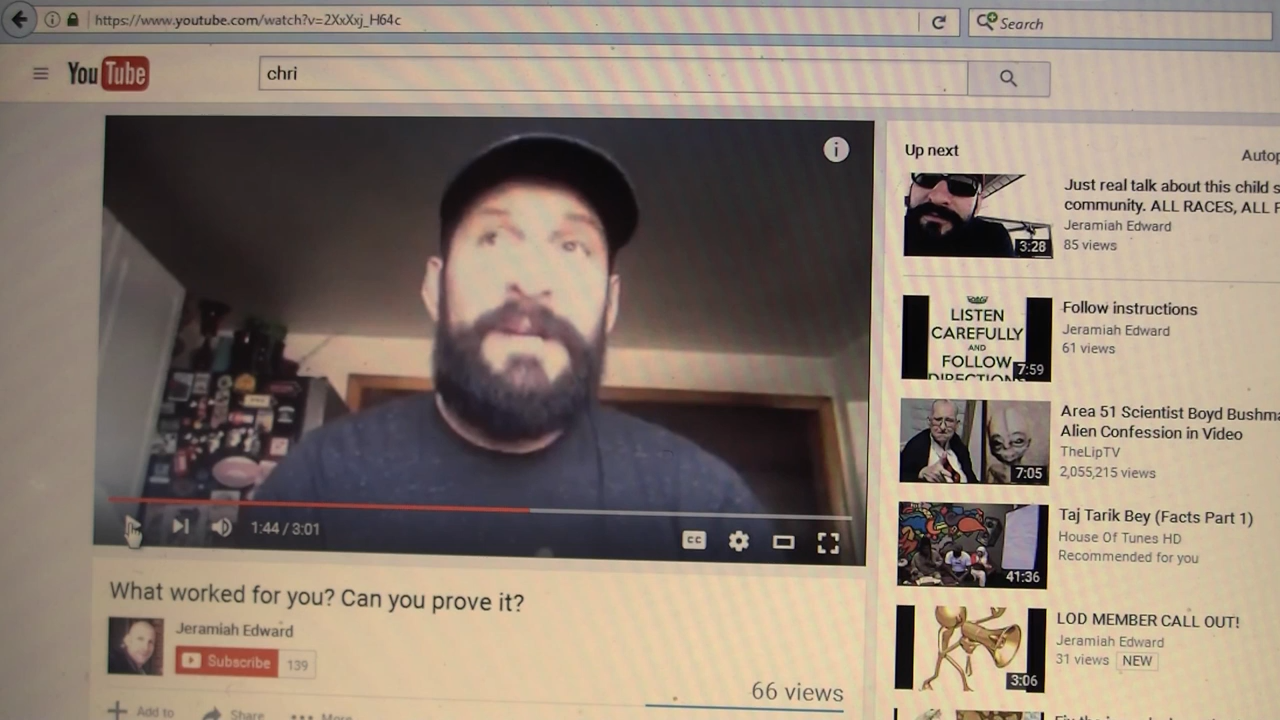 https://www.youtube.com/watch?v=2XxXxj_H64c
Search
YouTube
chri
1:44 / 3:01
CC
What worked for you? Can you prove it?
Jeramiah Edward
Subscribe 139
66 views
Add to Share More
Up next
Just real talk about this child s
community. ALL RACES, ALL F
Jeramiah Edward
85 views
3:28
LISTEN
CAREFULLY
AND
FOLLOW
DIRECTIONS
7:59
Follow instructions
Jeramiah Edward
61 views
7:05
Area 51 Scientist Boyd Bushma
Alien Confession in Video
TheLipTV
2,055,215 views
41:36
Taj Tarik Bey (Facts Part 1)
House Of Tunes HD
Recommended for you
3:06
LOD MEMBER CALL OUT!
Jeramiah Edward
31 views NEW